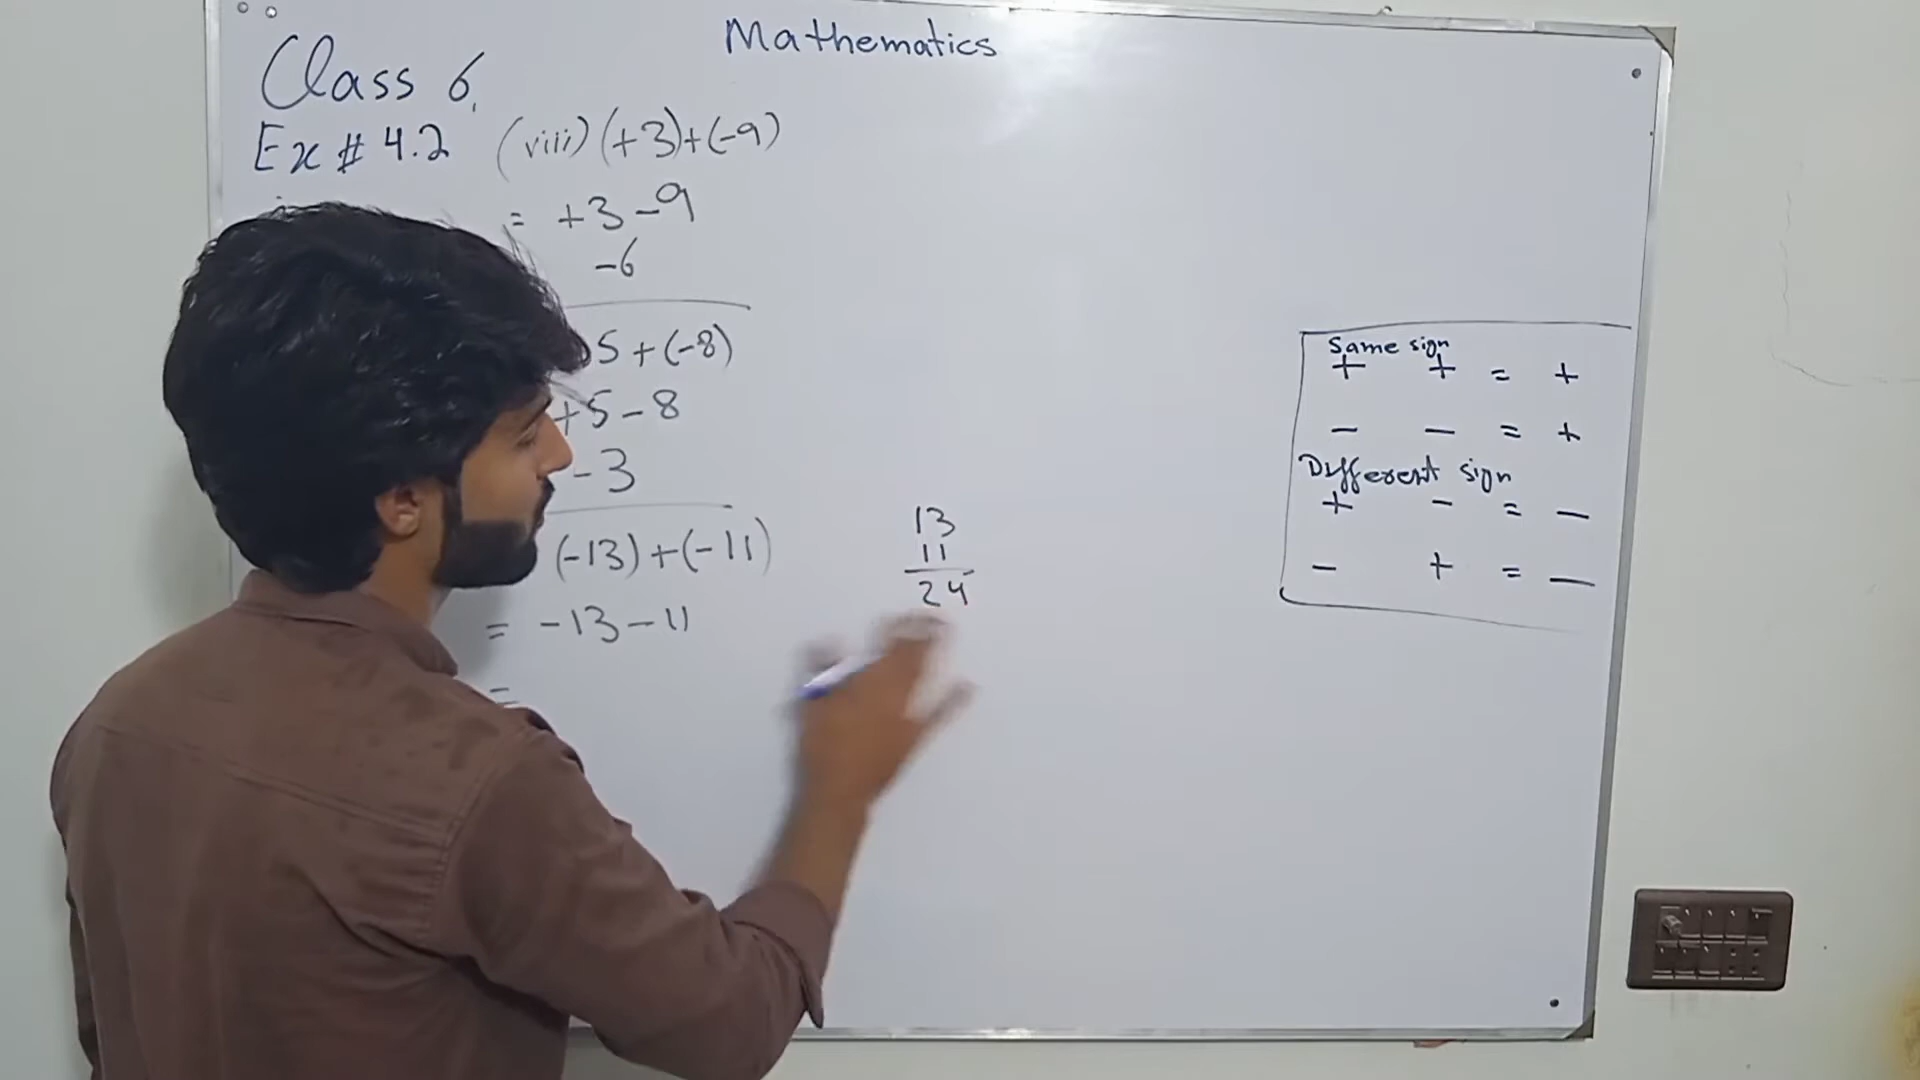 Mathematics
Class 6
Ex # 4.2
(viii) (+3)+(-9)
= +3-9
-6
5+(-8)
+5-8
-3
(-13)+(-11)
= -13-11
=
13
11
24
Same sign
+ + = +
- - = +
Different sign
+ - = -
- + = -